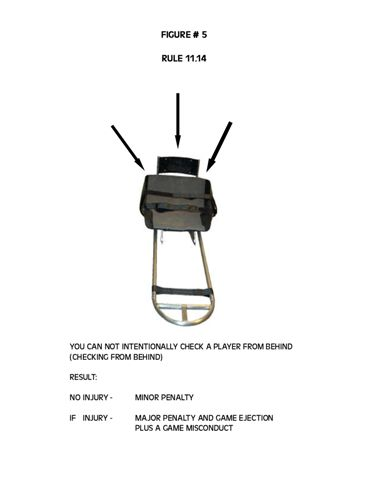 FIGURE # 5
RULE 11.14
YOU CAN NOT INTENTIONALLY CHECK A PLAYER FROM BEHIND
(CHECKING FROM BEHIND)
RESULT:
NO INJURY - MINOR PENALTY
IF INJURY - MAJOR PENALTY AND GAME EJECTION
PLUS A GAME MISCONDUCT